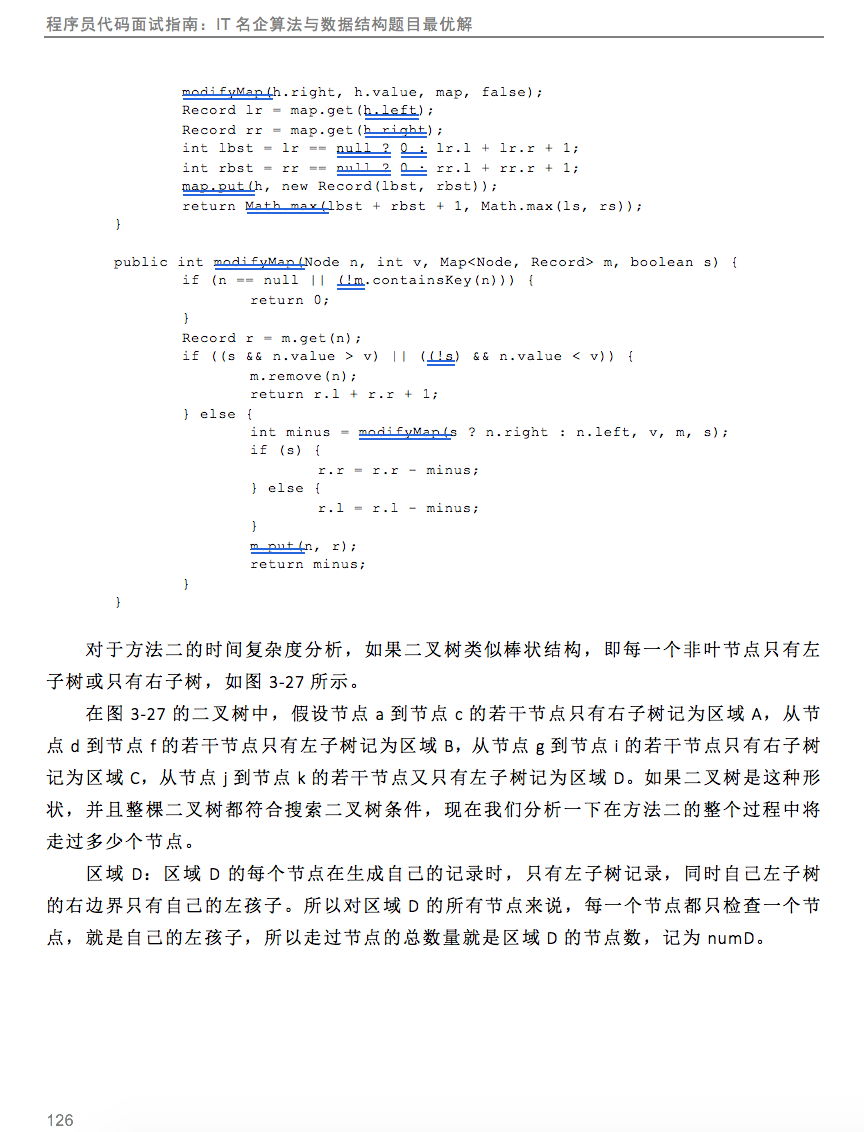 程序员代码面试指南：IT 名企算法与数据结构题目最优解
modifyMap(h.right, h.value, map, false);
Record lr = map.get(h.left);
Record rr = map.get(h.right);
int lbst = lr == null ? 0 : lr.l + lr.r + 1;
int rbst = rr == null ? 0 : rr.l + rr.r + 1;
map.put(h, new Record(lbst, rbst));
return Math.max(lbst + rbst + 1, Math.max(ls, rs));
}
public int modifyMap(Node n, int v, Map<Node, Record> m, boolean s) {
if (n == null || (!m.containsKey(n))) {
return 0;
}
Record r = m.get(n);
if ((s && n.value > v) || ((!s) && n.value < v)) {
m.remove(n);
return r.l + r.r + 1;
} else {
int minus = modifyMap(s ? n.right : n.left, v, m, s);
if (s) {
r.r = r.r - minus;
} else {
r.l = r.l - minus;
}
m.put(n, r);
return minus;
}
}
对于方法二的时间复杂度分析，如果二叉树类似棒状结构，即每一个非叶节点只有左
子树或只有右子树，如图 3-27 所示。
在图 3-27 的二叉树中，假设节点 a 到节点 c 的若干节点只有右子树记为区域 A，从节
点 d 到节点 f 的若干节点只有左子树记为区域 B，从节点 g 到节点 i 的若干节点只有右子树
记为区域 C，从节点 j 到节点 k 的若干节点又只有左子树记为区域 D。如果二叉树是这种形
状，并且整棵二叉树都符合搜索二叉树条件，现在我们分析一下在方法二的整个过程中将
走过多少个节点。
区域 D：区域 D 的每个节点在生成自己的记录时，只有左子树记录，同时自己左子树
的右边界只有自己的左孩子。所以对区域 D 的所有节点来说，每一个节点都只检查一个节
点，就是自己的左孩子，所以走过节点的总数量就是区域 D 的节点数，记为 numD。
126